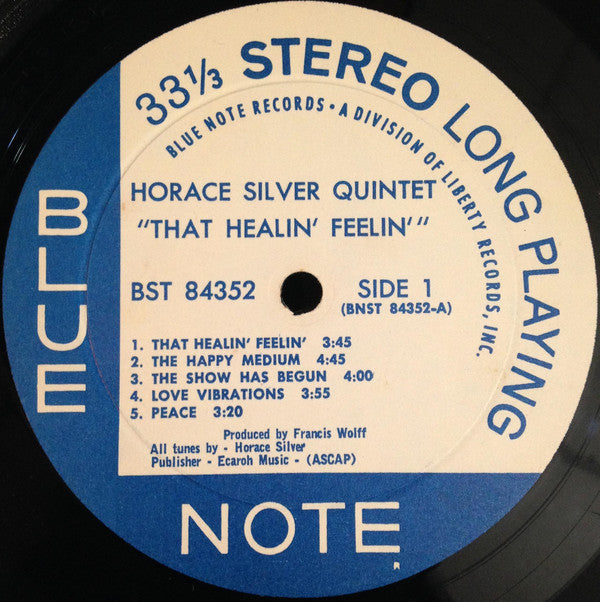 33 1/3 STEREO LONG PLAYING
BLUE NOTE RECORDS • A DIVISION OF LIBERTY RECORDS, INC.
HORACE SILVER QUINTET
"THAT HEALIN' FEELIN'"
BST 84352 SIDE 1
(BNST 84352-A)
1. THAT HEALIN' FEELIN' 3:45
2. THE HAPPY MEDIUM 4:45
3. THE SHOW HAS BEGUN 4:00
4. LOVE VIBRATIONS 3:55
5. PEACE 3:20
Produced by Francis Wolff
All tunes by - Horace Silver
Publisher - Ecaroh Music - (ASCAP)
BLUE
NOTE